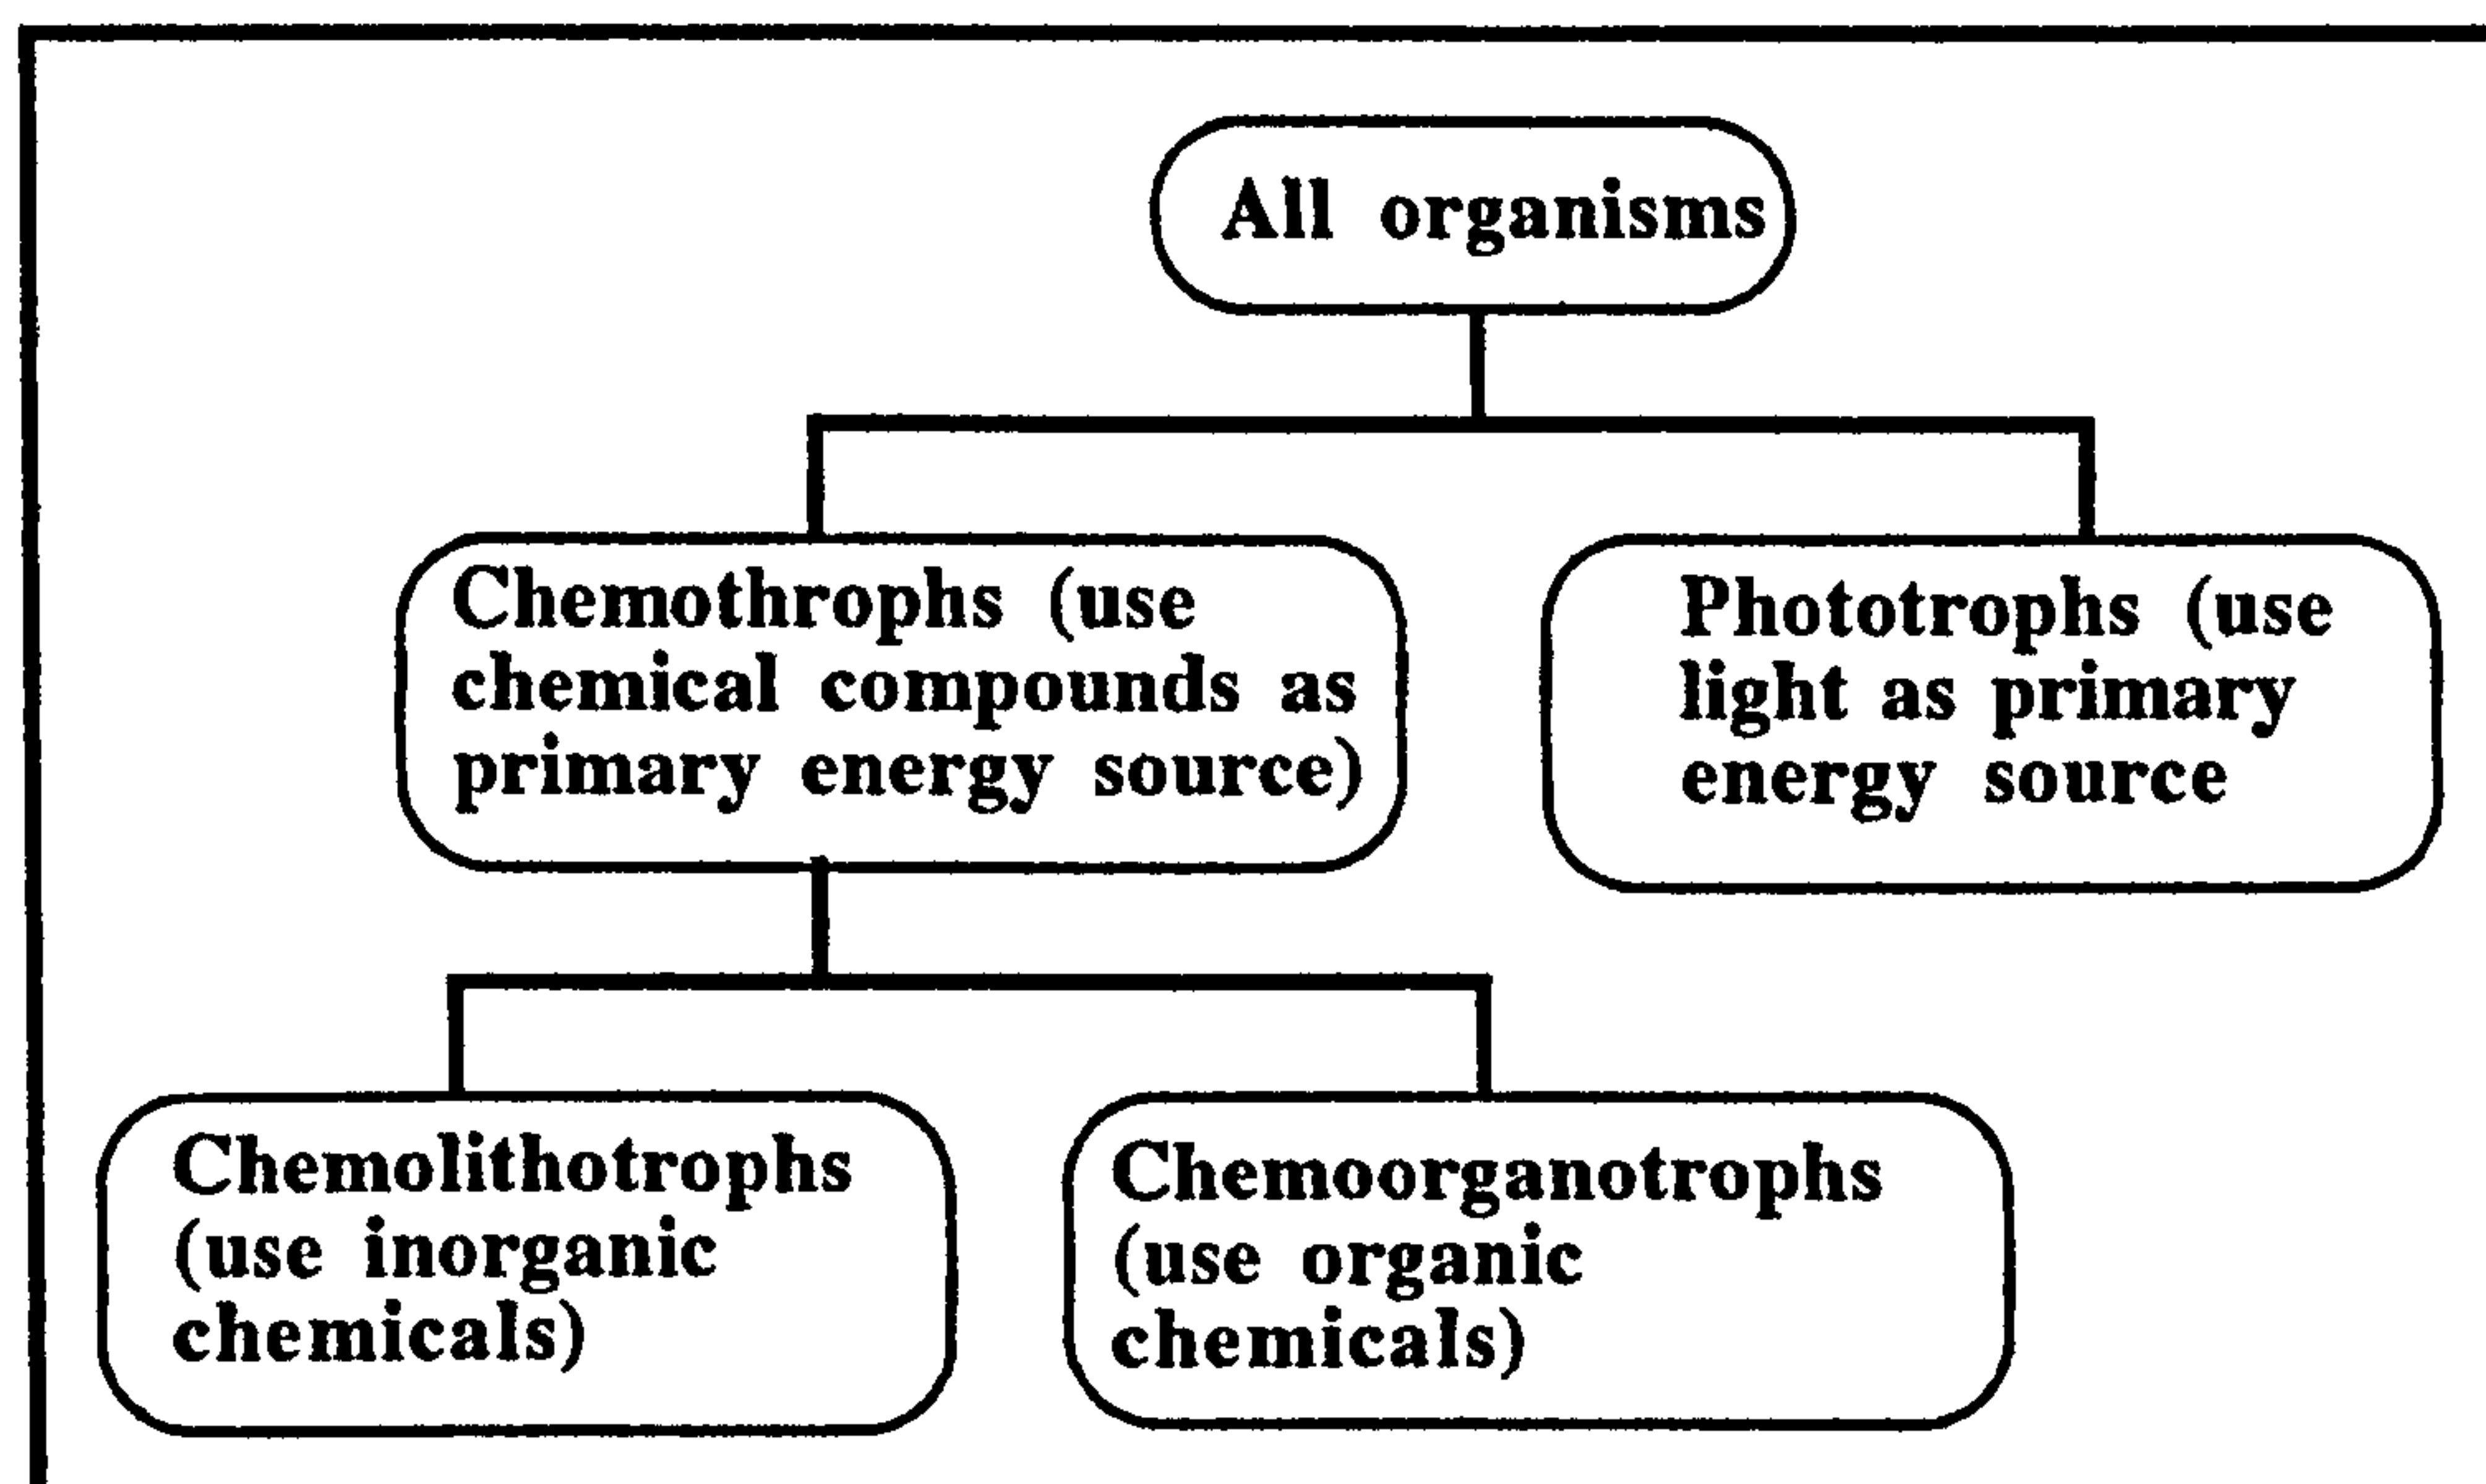 All organisms
Chemothrophs (use
chemical compounds as
primary energy source)
Phototrophs (use
light as primary
energy source
Chemolithotrophs
(use inorganic
chemicals)
Chemoorganotrophs
(use organic
chemicals)